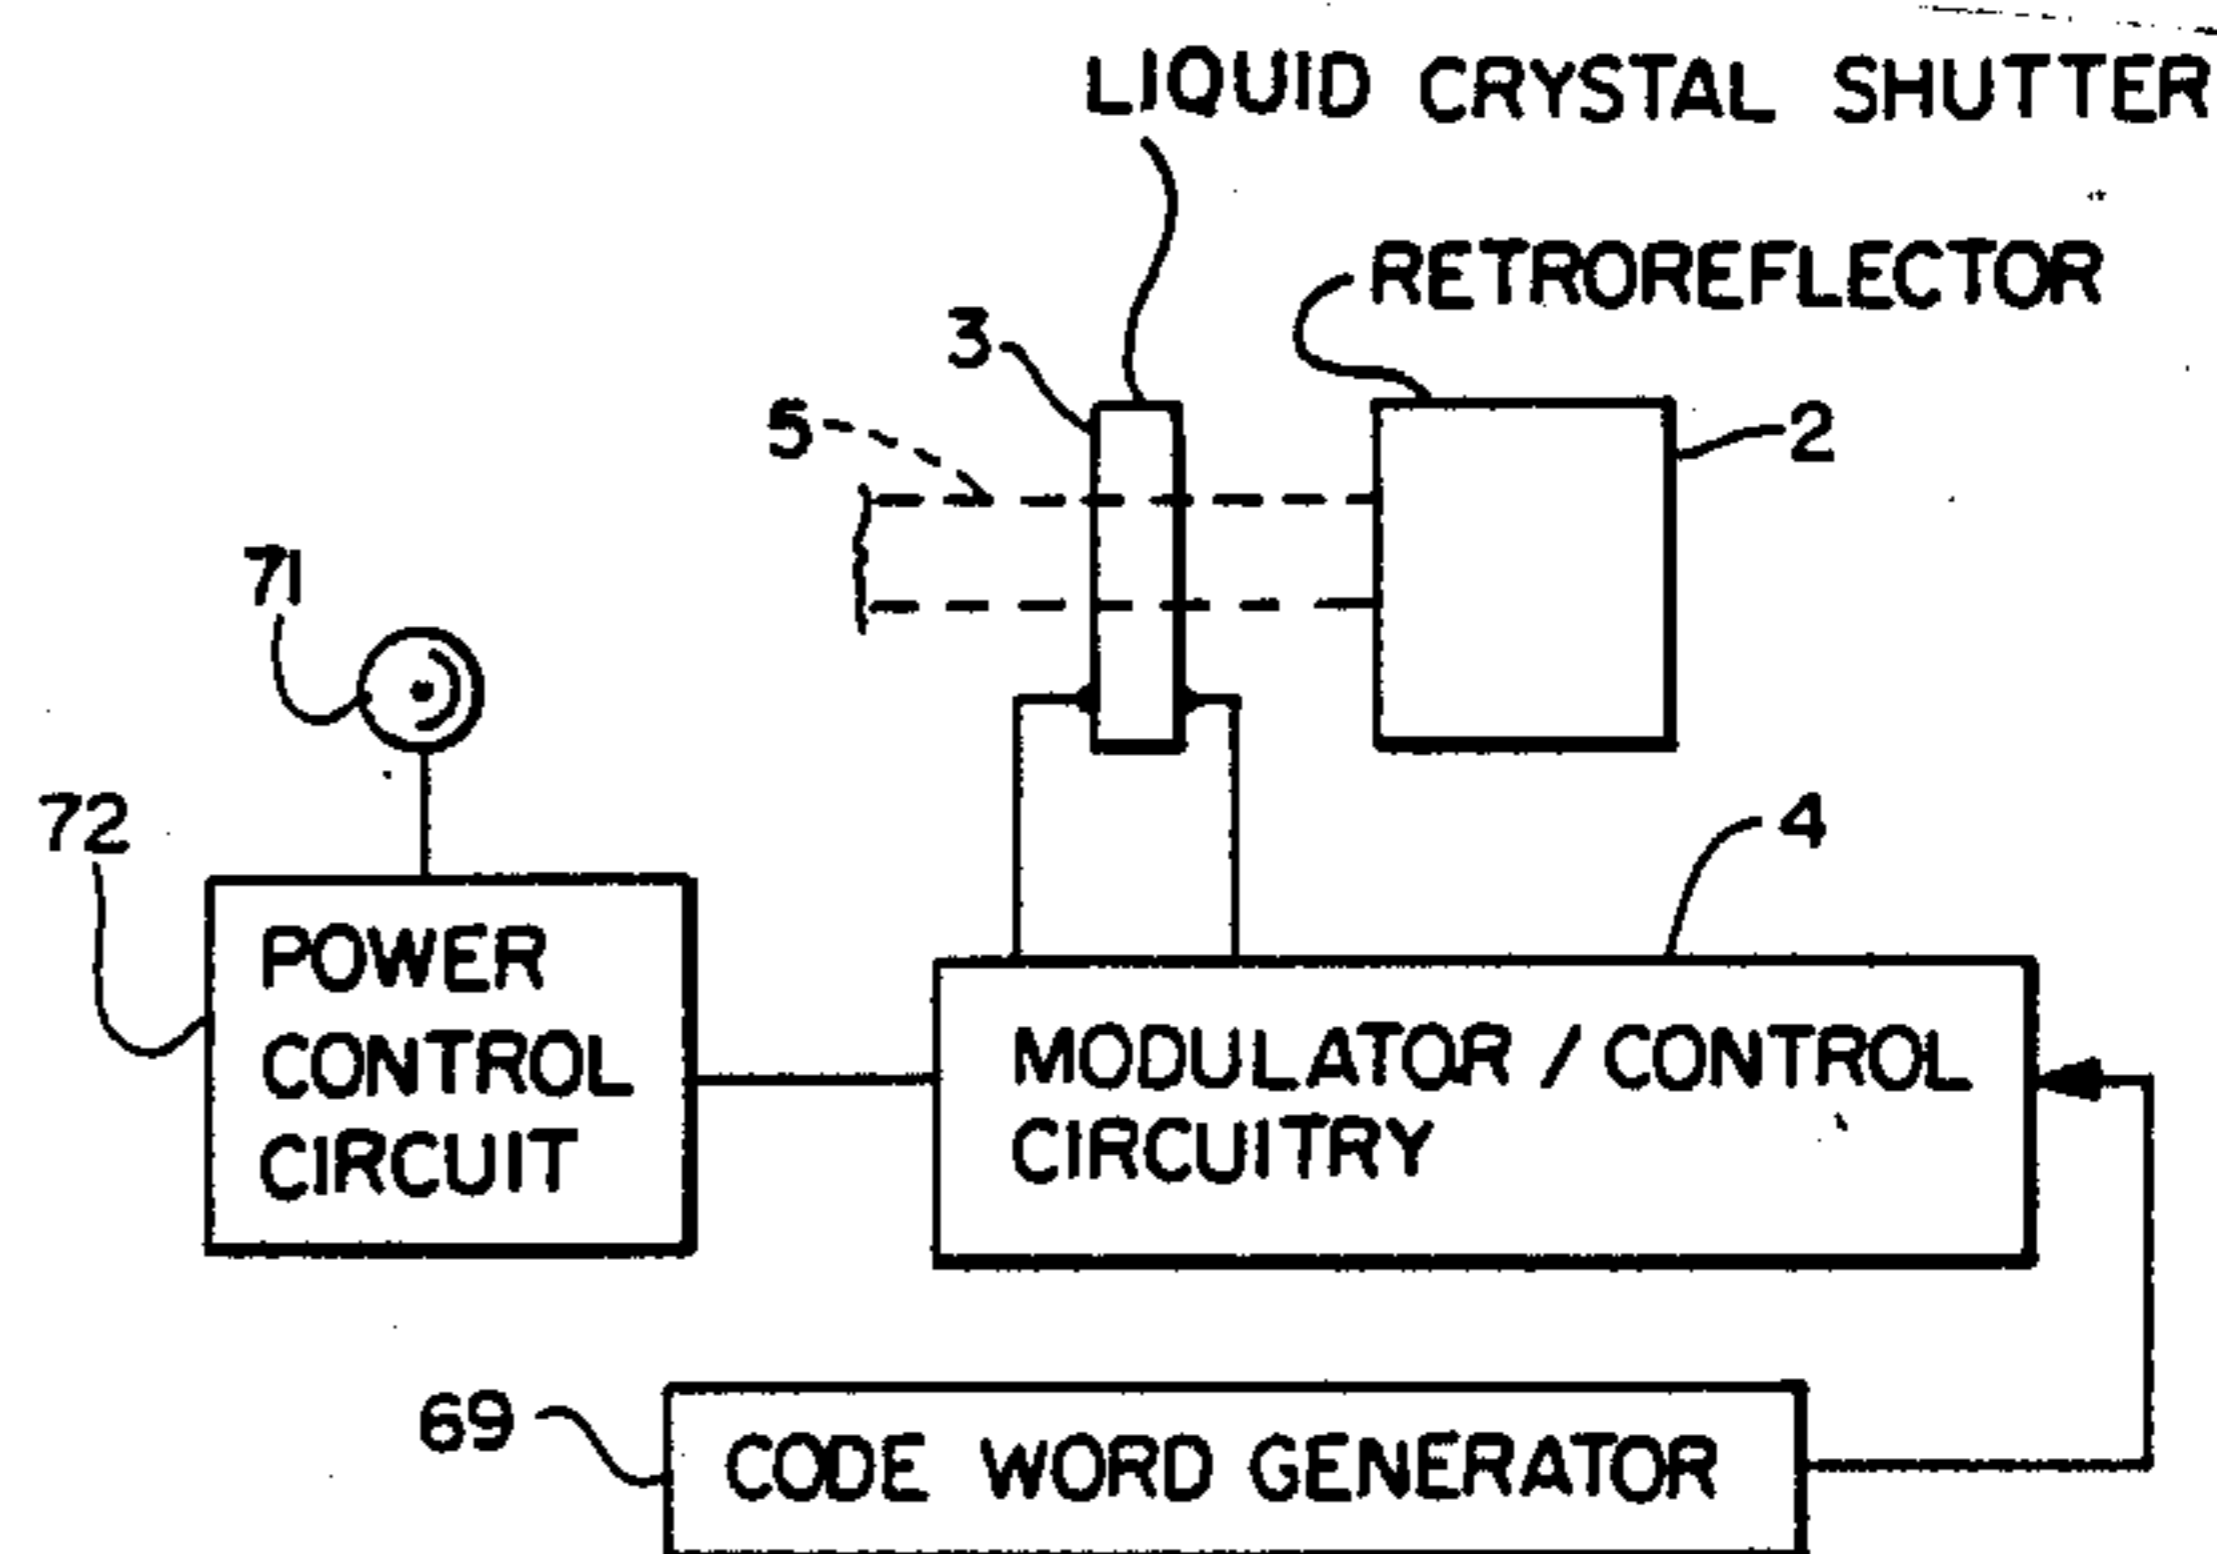 LIQUID CRYSTAL SHUTTER
RETROREFLECTOR
3
5
2
71
72
4
POWER
CONTROL
CIRCUIT
MODULATOR / CONTROL
CIRCUITRY
69
CODE WORD GENERATOR